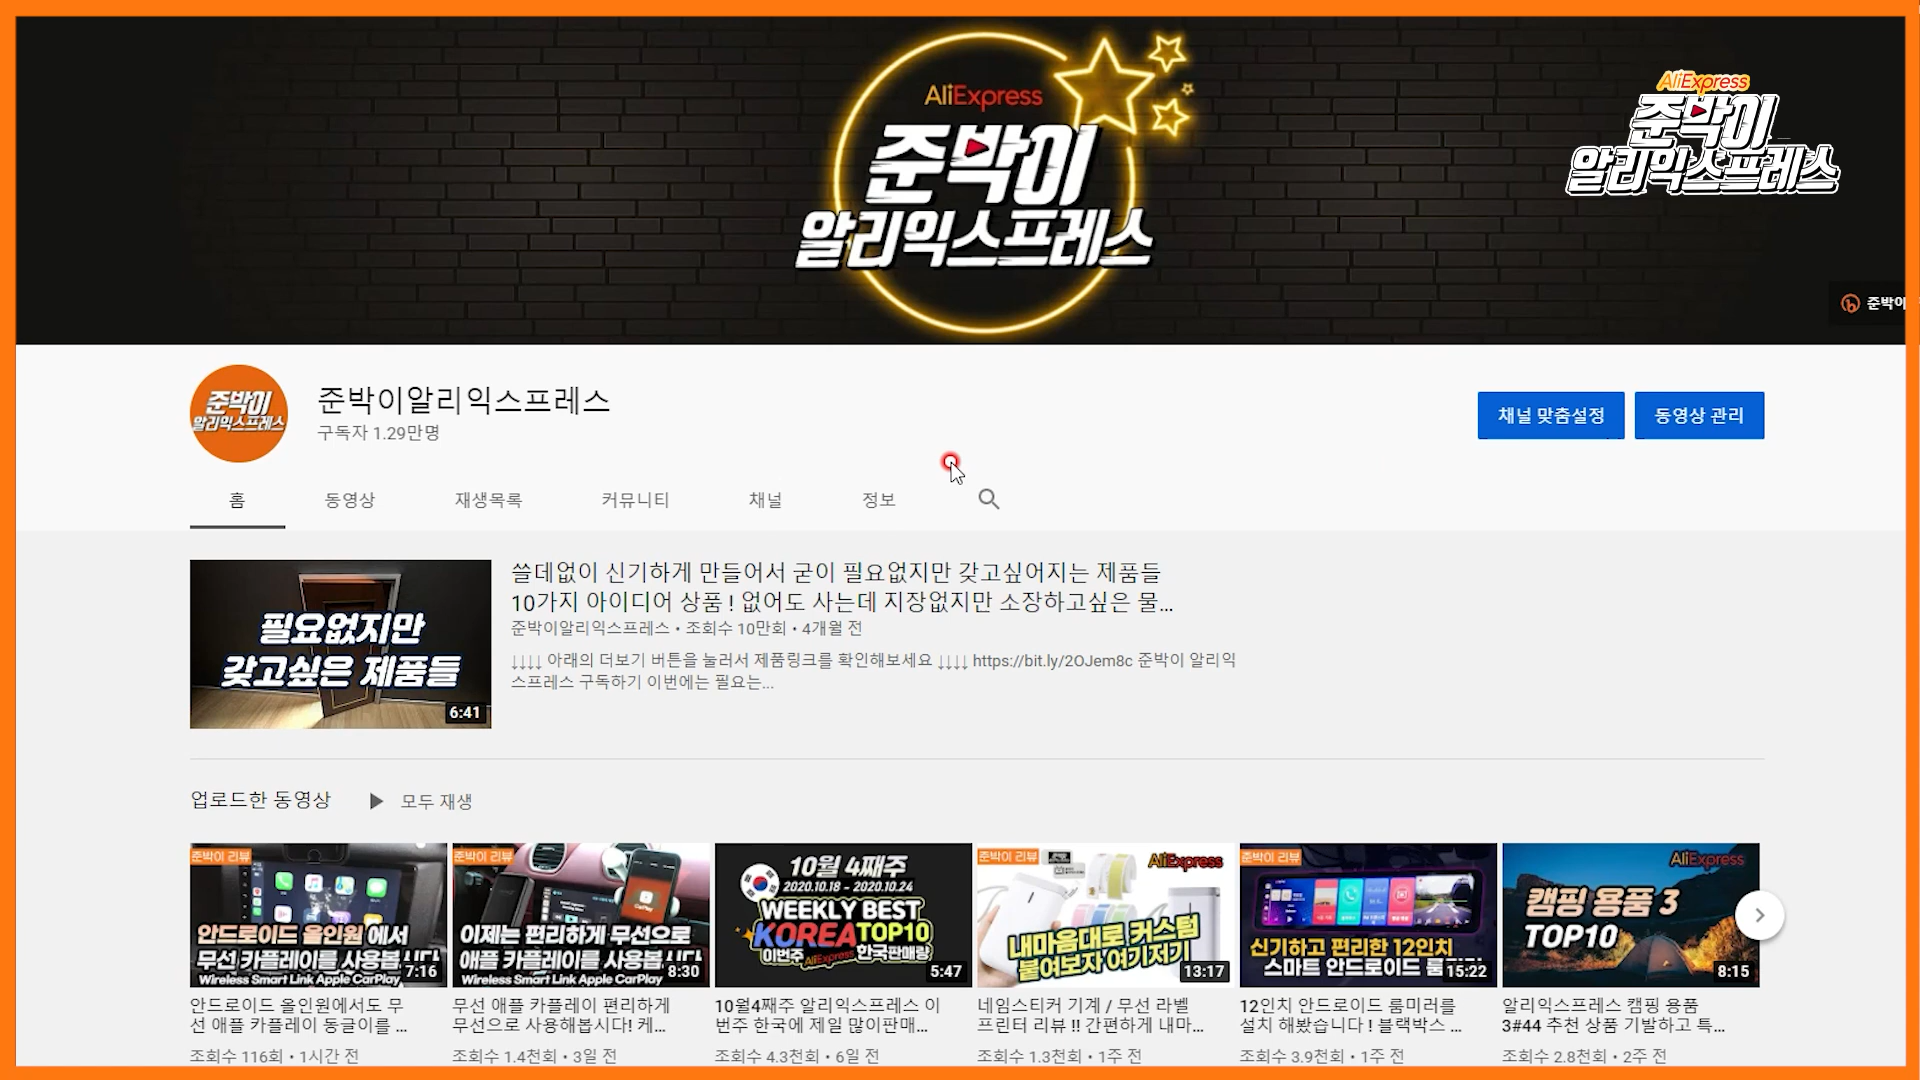 AliExpress
준박이
알리익스프레스
AliExpress
준박이
알리익스프레스
준박이
준박이
알리익스프레스
준박이알리익스프레스
구독자 1.29만명
채널 맞춤설정
동영상 관리
홈
동영상
재생목록
커뮤니티
채널
정보
필요없지만
갖고싶은 제품들
6:41
쓸데없이 신기하게 만들어서 굳이 필요없지만 갖고싶어지는 제품들
10가지 아이디어 상품 ! 없어도 사는데 지장없지만 소장하고싶은 물...
준박이알리익스프레스 • 조회수 10만회 • 4개월 전
↓↓↓↓ 아래의 더보기 버튼을 눌러서 제품링크를 확인해보세요 ↓↓↓↓ https://bit.ly/2OJem8c 준박이 알리익
스프레스 구독하기 이번에는 필요는...
업로드한 동영상
모두 재생
준박이 리뷰
안드로이드 올인원 에서
무선 카플레이를 사용봅시다
Wireless Smart Link Apple CarPlay
7:16
준박이 리뷰
이제는 편리하게 무선으로
애플 카플레이를 사용봅시다
Wireless Smart Link Apple CarPlay
8:30
10월 4째주
2020.10.18 - 2020.10.24
WEEKLY BEST
KOREA TOP10
이번주 AliExpress 한국판매량
5:47
준박이 리뷰
AliExpress
내마음대로 커스텀
붙여보자 여기저기
13:17
준박이 리뷰
신기하고 편리한 12인치
스마트 안드로이드
15:22
AliExpress
캠핑 용품 3
TOP10
8:15
안드로이드 올인원에서도 무
선 애플 카플레이 동글이를 ...
조회수 116회 • 1시간 전
무선 애플 카플레이 편리하게
무선으로 사용해봅시다! 케...
조회수 1.4천회 • 3일 전
10월4째주 알리익스프레스 이
번주 한국에 제일 많이판매...
조회수 4.3천회 • 6일 전
네임스티커 기계 / 무선 라벨
프린터 리뷰 !! 간편하게 내마...
조회수 1.3천회 • 1주 전
12인치 안드로이드 룸미러를
설치 해봤습니다 ! 블랙박스 ...
조회수 3.9천회 • 1주 전
알리익스프레스 캠핑 용품
3#44 추천 상품 기발하고 특...
조회수 2.8천회 • 2주 전